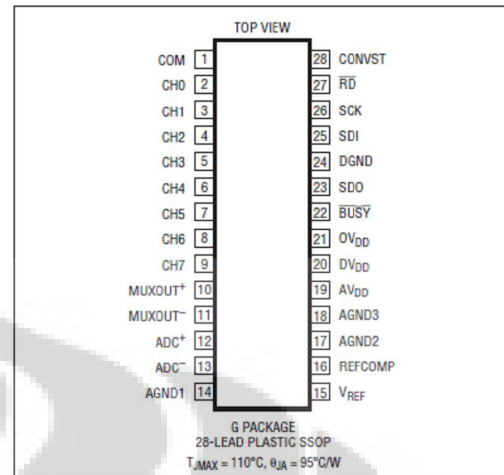 TOP VIEW
COM 1 28 CONVST
CH0 2 27 R̅D̅
CH1 3 26 SCK
CH2 4 25 SDI
CH3 5 24 DGND
CH4 6 23 SDO
CH5 7 22 B̅U̅S̅Y̅
CH6 8 21 OVDD
CH7 9 20 DVDD
MUXOUT⁺ 10 19 AVDD
MUXOUT⁻ 11 18 AGND3
ADC⁺ 12 17 AGND2
ADC⁻ 13 16 REFCOMP
AGND1 14 15 VREF
G PACKAGE
28-LEAD PLASTIC SSOP
TJMAX = 110°C, θJA = 95°C/W